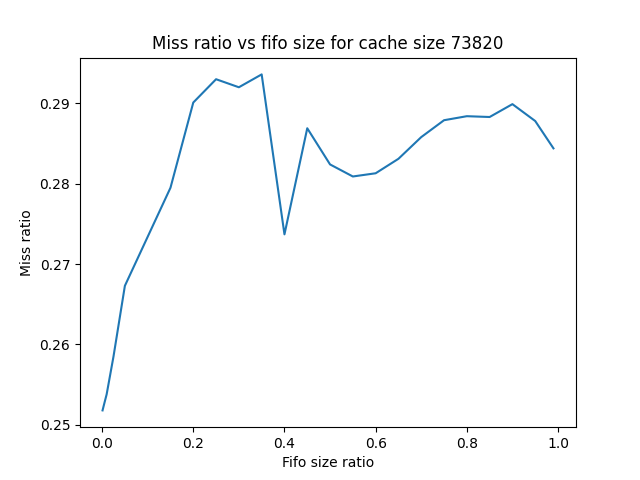 Miss ratio vs fifo size for cache size 73820
0.29
0.28
0.27
0.26
0.25
Miss ratio
0.0 0.2 0.4 0.6 0.8 1.0
Fifo size ratio